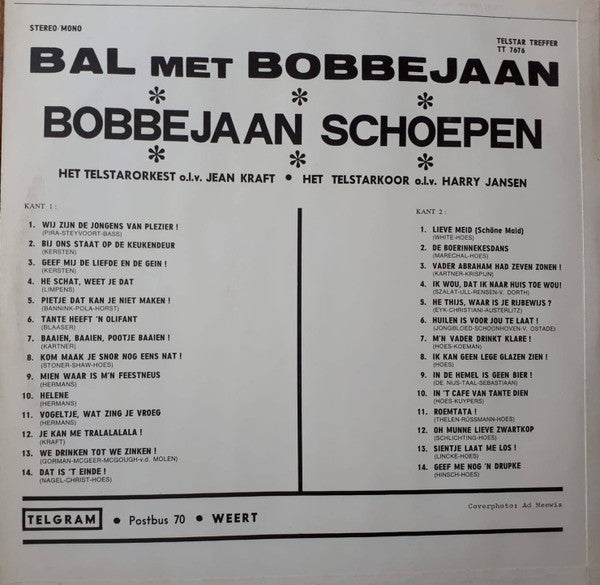 STEREO/MONO
TELSTAR TREFFER
TT 7676
BAL MET BOBBEJAAN
* * *
BOBBEJAAN SCHOEPEN
* * *
HET TELSTARORKEST o.l.v. JEAN KRAFT • HET TELSTARKOOR o.l.v. HARRY JANSEN
KANT 1 :
1. WIJ ZIJN DE JONGENS VAN PLEZIER !
(PIRA-STEYVOORT-BASS)
2. BIJ ONS STAAT OP DE KEUKENDEUR
(KERSTEN)
3. GEEF MIJ DE LIEFDE EN DE GEIN !
(KERSTEN)
4. HE SCHAT, WEET JE DAT
(LIMPENS)
5. PIETJE DAT KAN JE NIET MAKEN !
(BANNINK-POLA-HORST)
6. TANTE HEEFT 'N OLIFANT
(BLAASER)
7. BAAIEN, BAAIEN, POOTJE BAAIEN !
(KARTNER)
8. KOM MAAK JE SNOR NOG EENS NAT !
(STONER-SHAW-HOES)
9. MIEN WAAR IS M'N FEESTNEUS
(HERMANS)
10. HELENE
(HERMANS)
11. VOGELTJE, WAT ZING JE VROEG
(HERMANS)
12. JE KAN ME TRALALALALA !
(KRAFT)
13. WE DRINKEN TOT WE ZINKEN !
(GORMAN-MCGEER-MCGOUGH-v.d. MOLEN)
14. DAT IS 'T EINDE !
(NAGEL-CHRIST-HOES)
KANT 2 :
1. LIEVE MEID (Schöne Maid)
(WHITE-HOES)
2. DE BOERINNEKESDANS
(MARECHAL-HOES)
3. VADER ABRAHAM HAD ZEVEN ZONEN !
(KARTNER-KRISPIJN)
4. IK WOU, DAT IK NAAR HUIS TOE WOU!
(SZALAT-ULL-RENSEN-V. DORTH)
5. HE THIJS, WAAR IS JE RIJBEWIJS ?
(EYK-CHRISTIANI-AUSTERLITZ)
6. HUILEN IS VOOR JOU TE LAAT !
(JONGBLOED-SCHOONHOVEN-V. OSTADE)
7. M'N VADER DRINKT KLARE !
(HOES-KOEMAN)
8. IK KAN GEEN LEGE GLAZEN ZIEN !
(HOES)
9. IN DE HEMEL IS GEEN BIER !
(DE NIJS-TAAL-SEBASTIAAN)
10. IN 'T CAFE VAN TANTE DIEN
(HOES-KUYPERS)
11. ROEMTATA !
(THELEN-RÖSSMANN-HOES)
12. OH MUNNE LIEVE ZWARTKOP
(SCHLICHTING-HOES)
13. SIENTJE LAAT ME LOS !
(LINCKE-HOES)
14. GEEF ME NOG 'N DRUPKE
(HINSCH-HOES)
TELGRAM • Postbus 70 • WEERT
Coverphoto: Ad Meewis